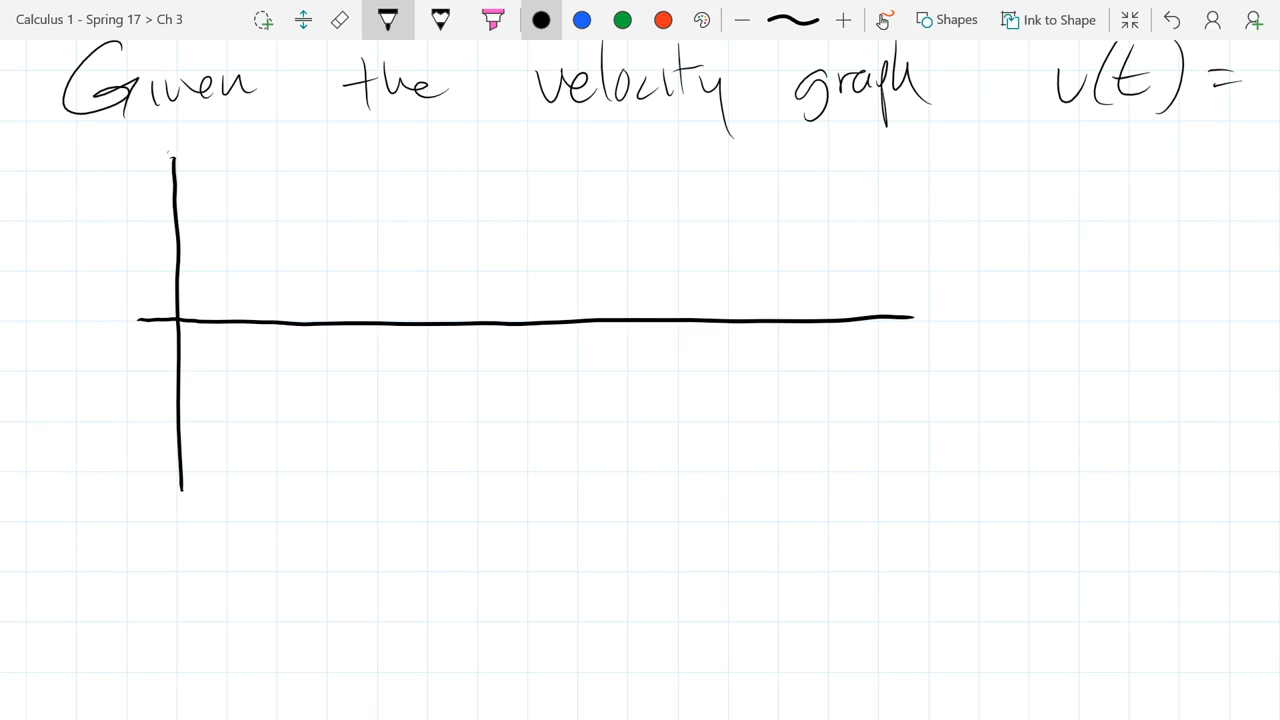 Calculus 1 - Spring 17 > Ch 3 Shapes Ink to Shape
Given the velocity graph v(t) =